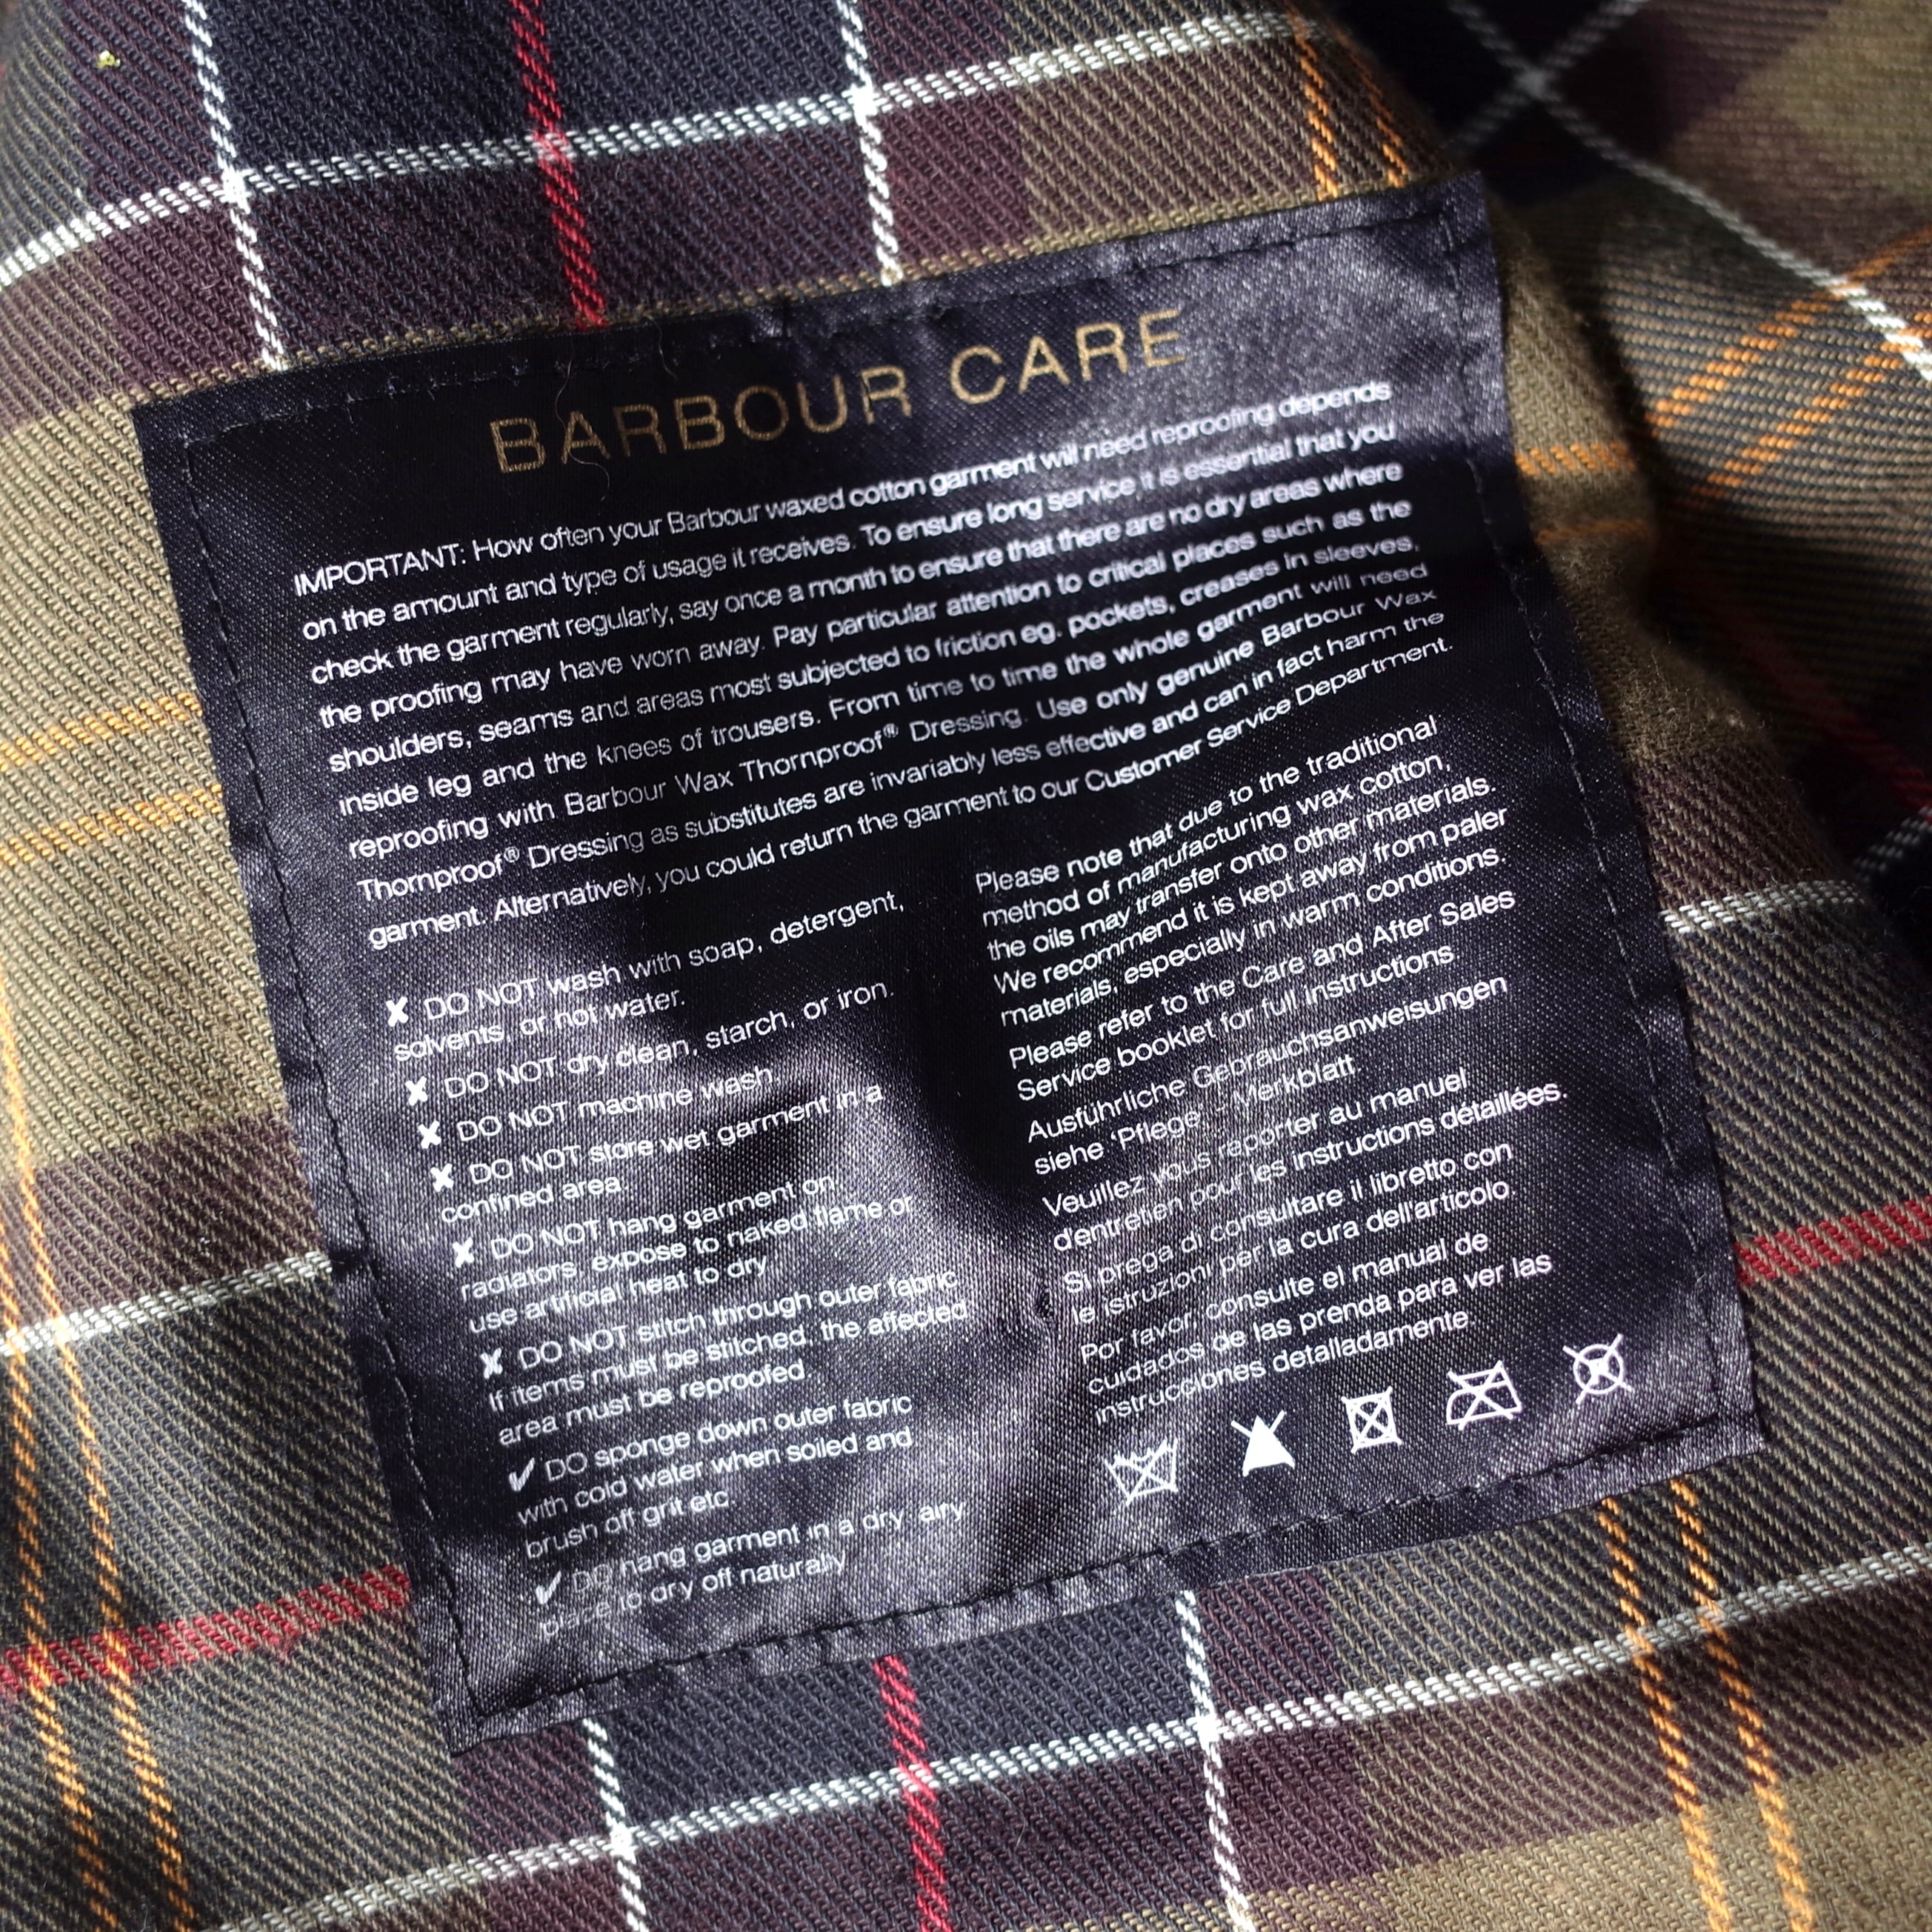 BARBOUR CARE
IMPORTANT: How often your Barbour waxed cotton garment will need reproofing depends
on the amount and type of usage it receives. To ensure long service it is essential that you
check the garment regularly, say once a month to ensure that there are no dry areas where
the proofing may have worn away. Pay particular attention to critical places such as the
shoulders, seams and areas most subjected to friction eg. pockets, creases in sleeves,
inside leg and the knees of trousers. From time to time the whole garment will need
reproofing with Barbour Wax Thornproof® Dressing. Use only genuine Barbour Wax
Thornproof® Dressing as substitutes are invariably less effective and can in fact harm the
garment. Alternatively, you could return the garment to our Customer Service Department.
✘ DO NOT wash with soap, detergent,
solvents, or hot water.
✘ DO NOT dry clean, starch, or iron.
✘ DO NOT machine wash.
✘ DO NOT store wet garment in a
confined area.
✘ DO NOT hang garment on
radiators, expose to naked flame or
use artificial heat to dry
✘ DO NOT stitch through outer fabric
If items must be stitched, the affected
area must be reproofed
✔ DO sponge down outer fabric
with cold water when soiled and
brush off grit etc.
✔ DO hang garment in a dry airy
place to dry off naturally
Please note that due to the traditional
method of manufacturing wax cotton,
the oils may transfer onto other materials.
We recommend it is kept away from paler
materials, especially in warm conditions.
Please refer to the Care and After Sales
Service booklet for full instructions.
Ausführliche Gebrauchsanweisungen
siehe 'Pflege' - Merkblatt.
Veuillez vous reporter au manuel
d'entretien pour les instructions détaillées.
Si prega di consultare il libretto con
le istruzioni per la cura dell'articolo.
Por favor, consulte el manual de
cuidados de las prenda para ver las
instrucciones detalladamente.